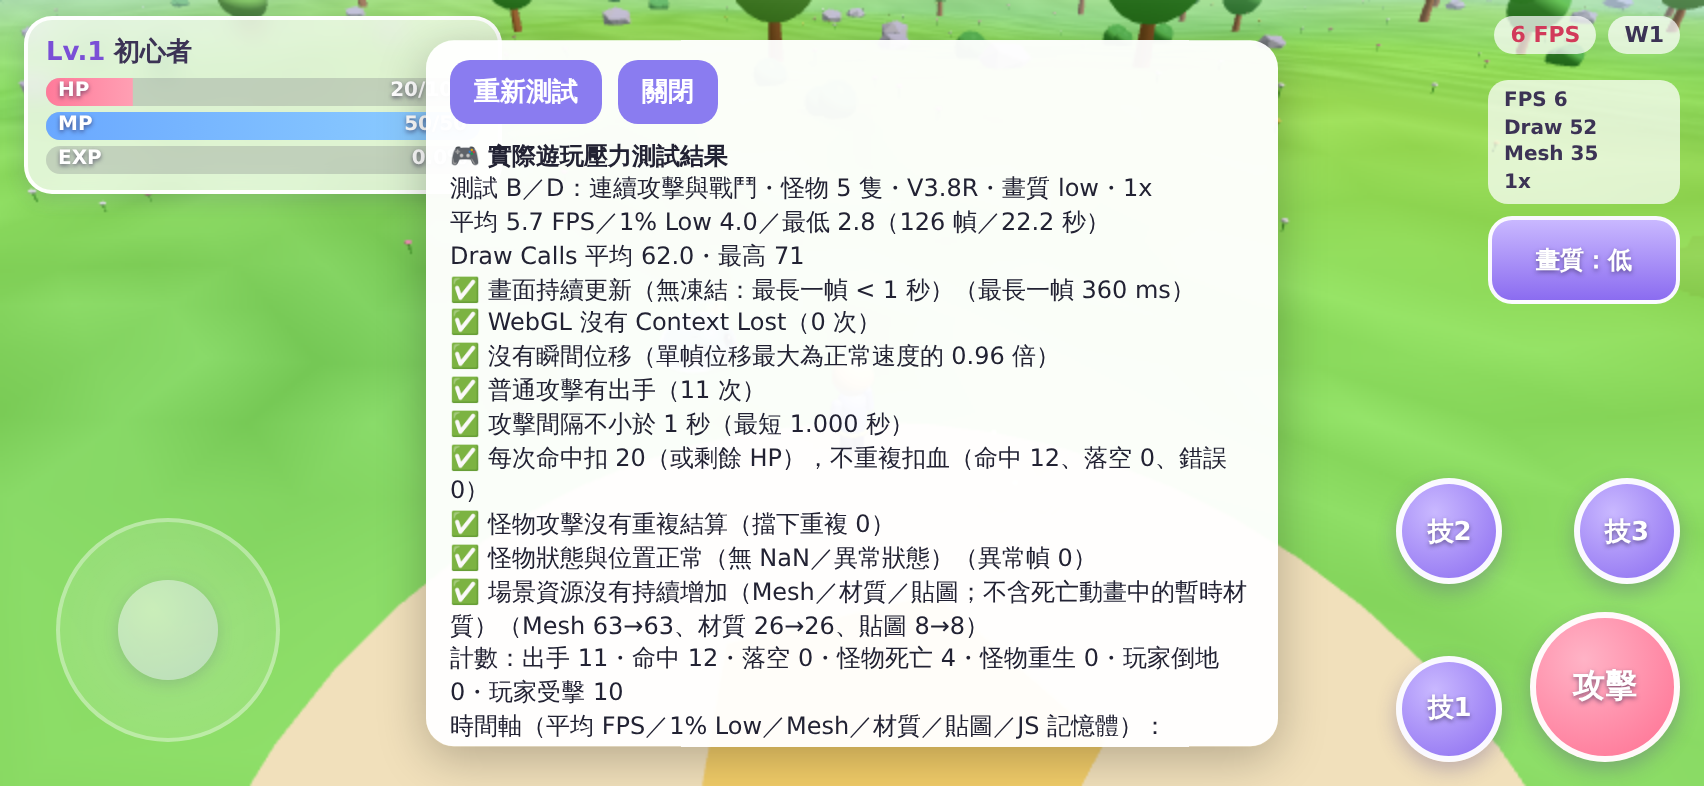 Lv.1 初心者
HP 20/
MP 50
EXP 0
重新測試
關閉
🎮 實際遊玩壓力測試結果
測試 B／D：連續攻擊與戰鬥・怪物 5 隻・V3.8R・畫質 low・1x
平均 5.7 FPS／1% Low 4.0／最低 2.8（126 幀／22.2 秒）
Draw Calls 平均 62.0・最高 71
✅ 畫面持續更新（無凍結：最長一幀 < 1 秒）（最長一幀 360 ms）
✅ WebGL 沒有 Context Lost（0 次）
✅ 沒有瞬間位移（單幀位移最大為正常速度的 0.96 倍）
✅ 普通攻擊有出手（11 次）
✅ 攻擊間隔不小於 1 秒（最短 1.000 秒）
✅ 每次命中扣 20（或剩餘 HP），不重複扣血（命中 12、落空 0、錯誤
0）
✅ 怪物攻擊沒有重複結算（擋下重複 0）
✅ 怪物狀態與位置正常（無 NaN／異常狀態）（異常幀 0）
✅ 場景資源沒有持續增加（Mesh／材質／貼圖；不含死亡動畫中的暫時材
質）（Mesh 63→63、材質 26→26、貼圖 8→8）
計數：出手 11・命中 12・落空 0・怪物死亡 4・怪物重生 0・玩家倒地
0・玩家受擊 10
時間軸（平均 FPS／1% Low／Mesh／材質／貼圖／JS 記憶體）：
6 FPS
W1
FPS 6
Draw 52
Mesh 35
1x
畫質：低
技2
技3
技1
攻擊